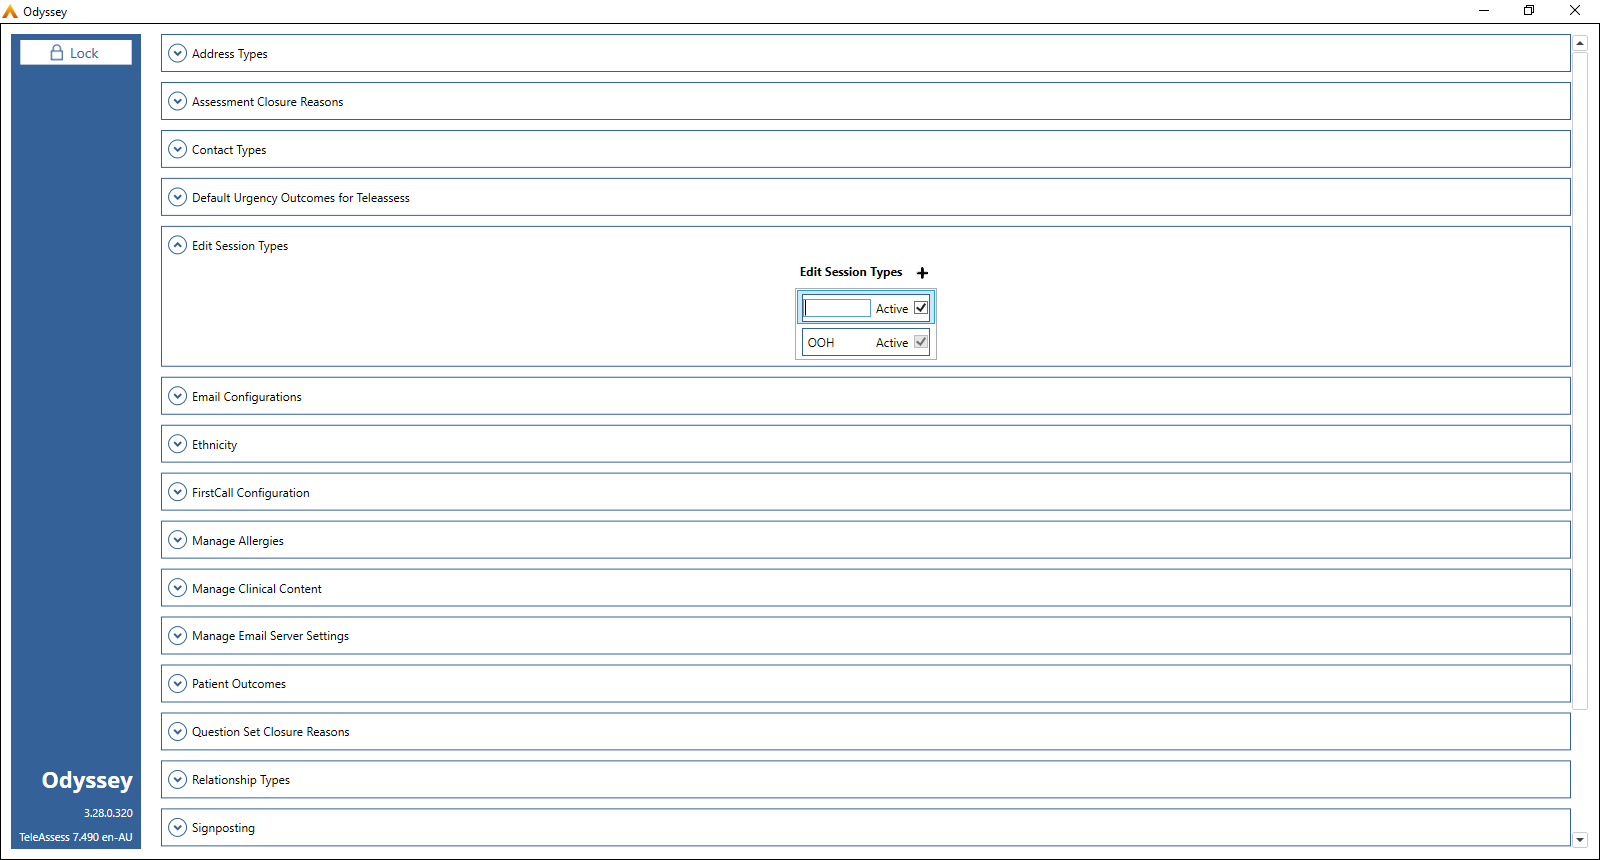 Odyssey
Lock
Address Types
Assessment Closure Reasons
Contact Types
Default Urgency Outcomes for Teleassess
Edit Session Types
Edit Session Types
Active
OOH Active
Email Configurations
Ethnicity
FirstCall Configuration
Manage Allergies
Manage Clinical Content
Manage Email Server Settings
Patient Outcomes
Question Set Closure Reasons
Relationship Types
Signposting
Odyssey
3.28.0.320
TeleAssess 7.490 en-AU